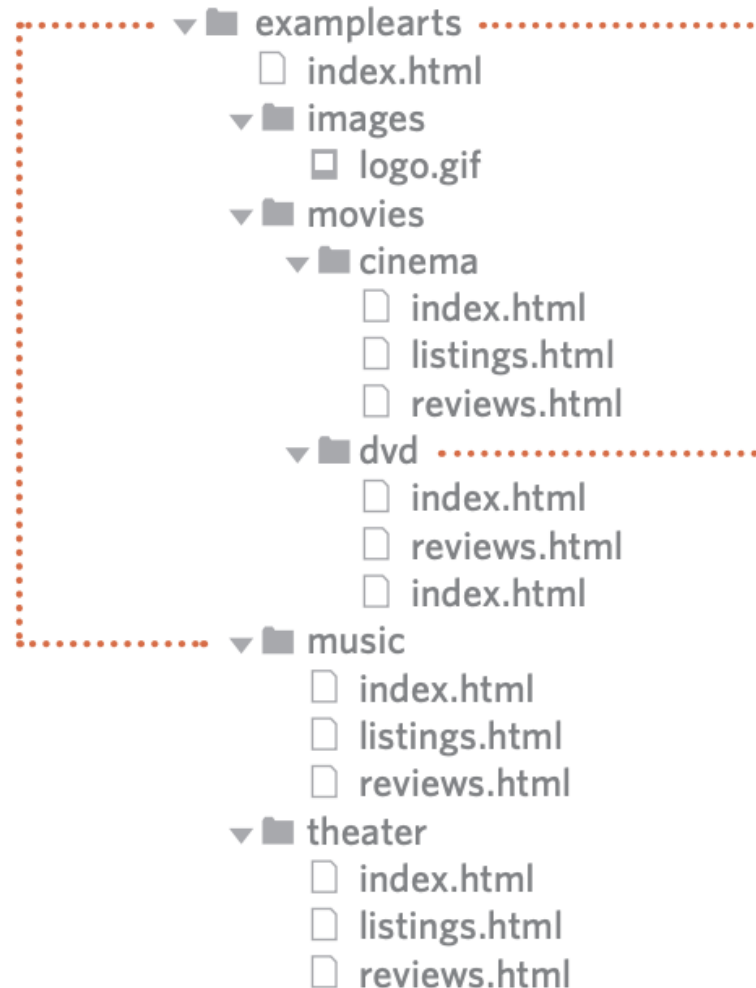 examplearts
index.html
images
logo.gif
movies
cinema
index.html
listings.html
reviews.html
dvd
index.html
reviews.html
index.html
music
index.html
listings.html
reviews.html
theater
index.html
listings.html
reviews.html